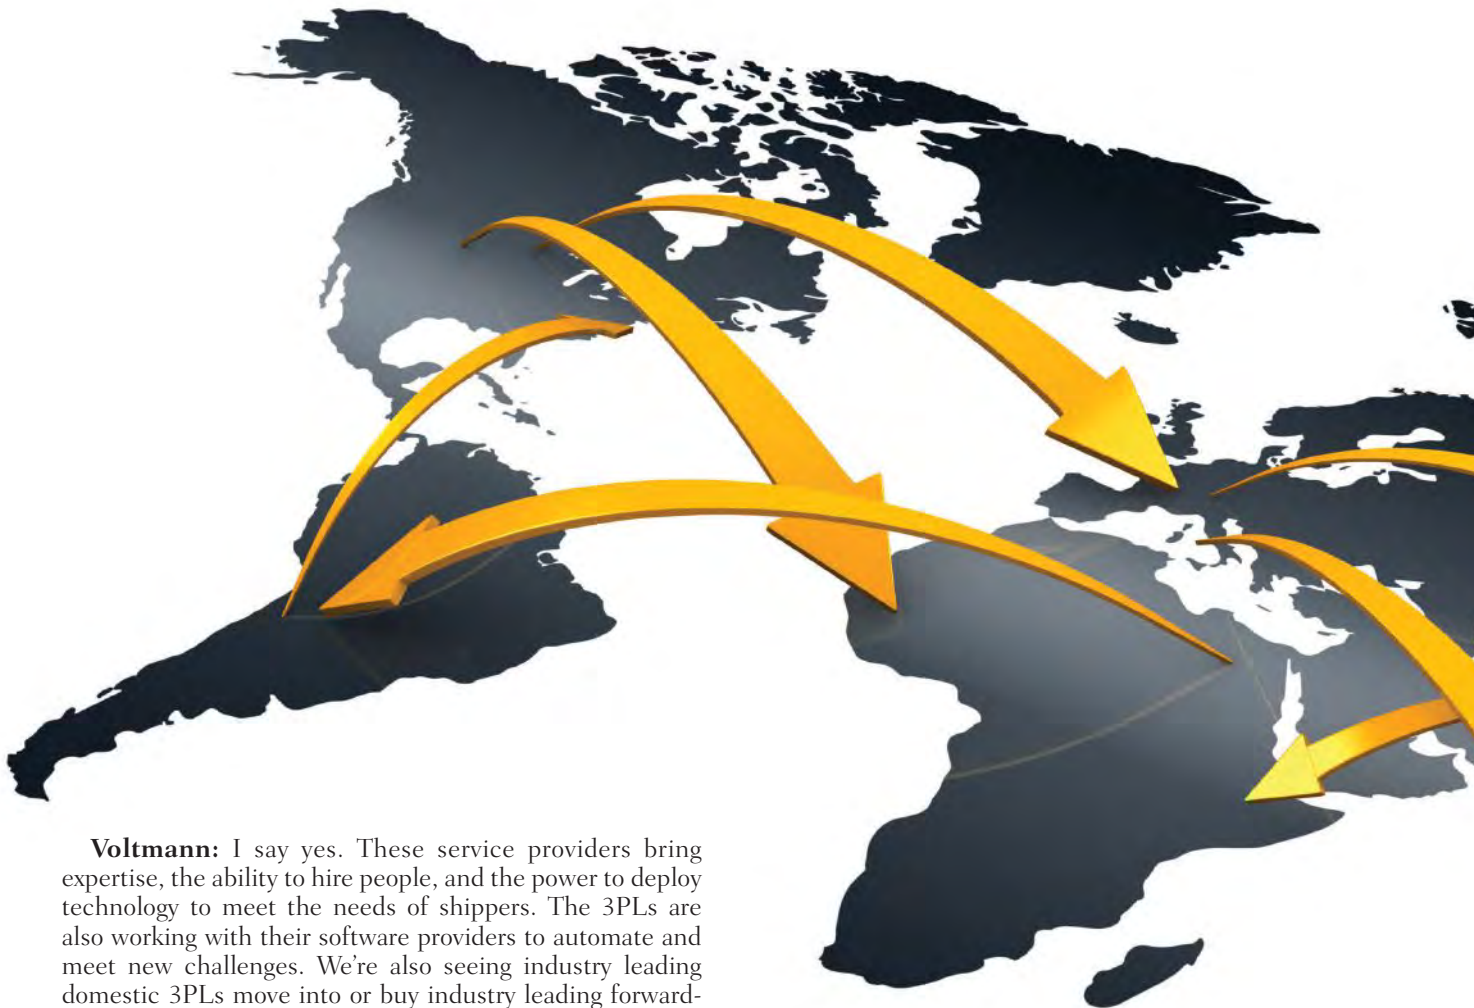 Voltmann: I say yes. These service providers bring
expertise, the ability to hire people, and the power to deploy
technology to meet the needs of shippers. The 3PLs are
also working with their software providers to automate and
meet new challenges. We’re also seeing industry leading
domestic 3PLs move into or buy industry leading forward-